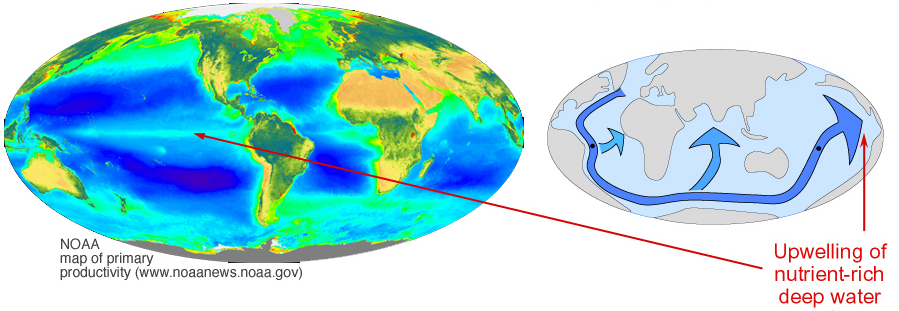 NOAA
map of primary
productivity (www.noaanews.noaa.gov)
Upwelling of
nutrient-rich
deep water